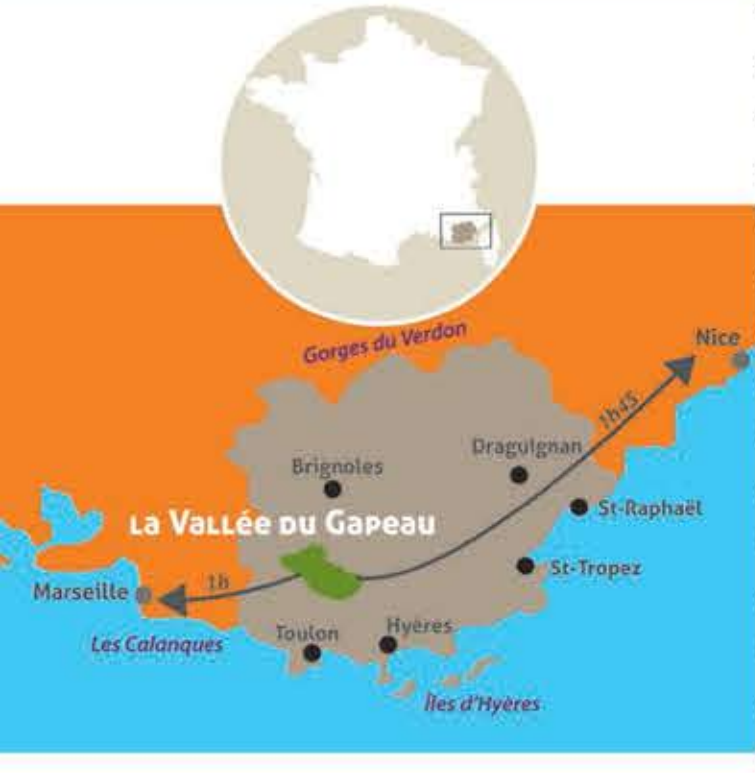 Gorges du Verdon
Nice
1h45
Draguignan
Brignoles
St-Raphaël
La Vallée du Gapeau
St-Tropez
1h
Marseille
Toulon
Hyères
Les Calanques
Îles d'Hyères